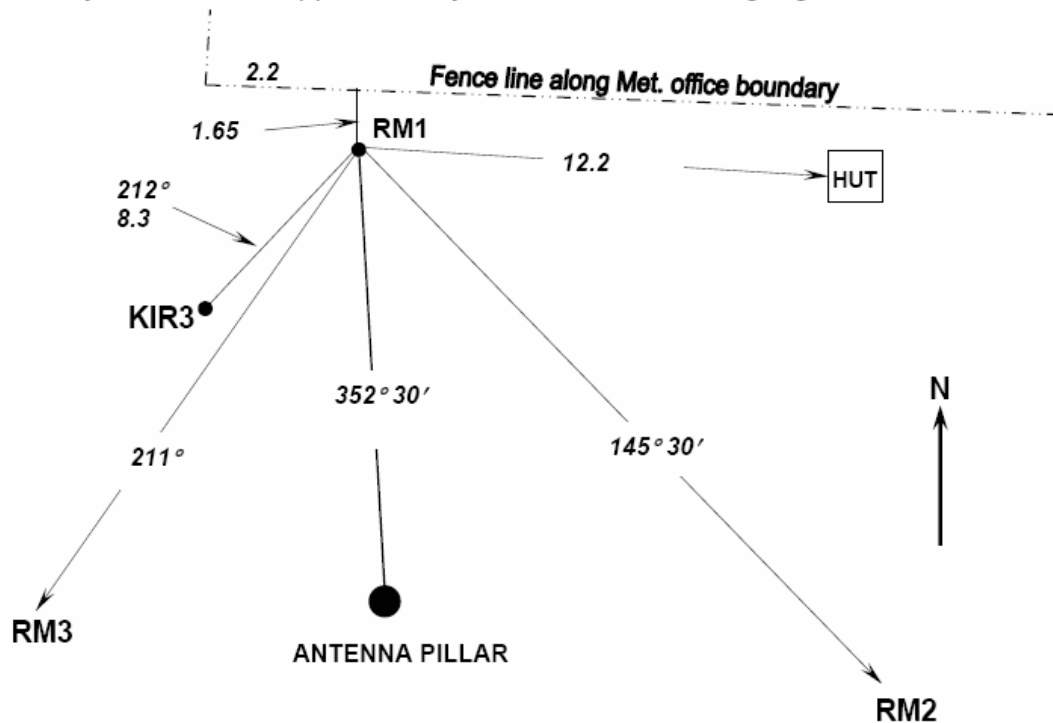 2.2
Fence line along Met. office boundary
1.65
RM1
12.2
HUT
212°
8.3
KIR3
N
352° 30′
145° 30′
211°
RM3
ANTENNA PILLAR
RM2